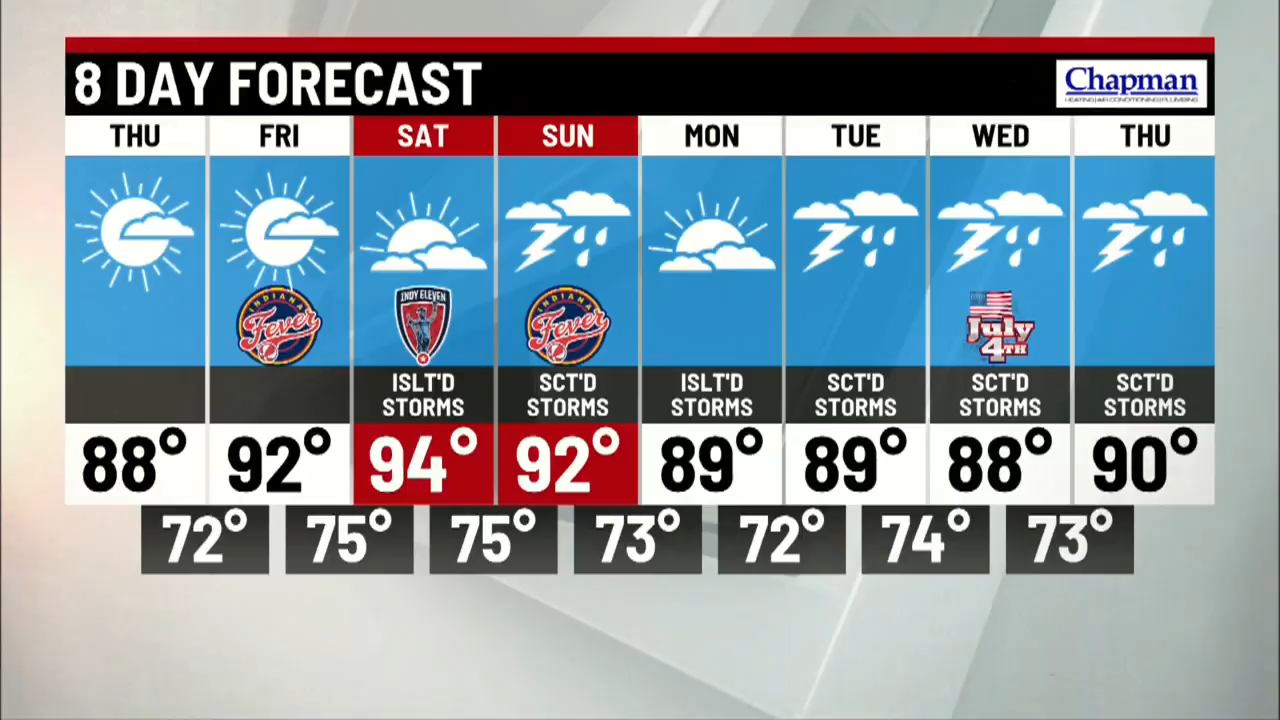 8 DAY FORECAST
Chapman
HEATING|AIR CONDITIONING|PLUMBING
THU
FRI
SAT
SUN
MON
TUE
WED
THU
INDIANA
Fever
INDY ELEVEN
INDIANA
Fever
July
4TH
ISLT'D
STORMS
SCT'D
STORMS
ISLT'D
STORMS
SCT'D
STORMS
SCT'D
STORMS
SCT'D
STORMS
88°
92°
94°
92°
89°
89°
88°
90°
72°
75°
75°
73°
72°
74°
73°